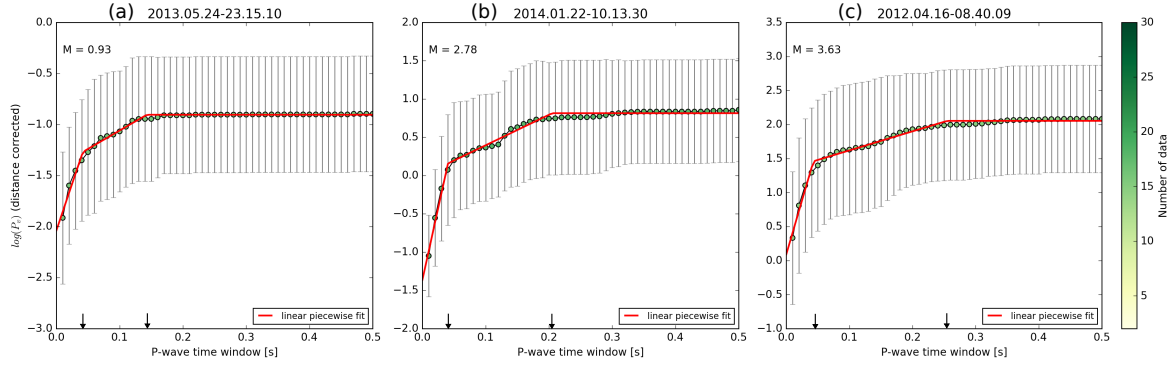 (a) 2013.05.24-23.15.10
(b) 2014.01.22-10.13.30
(c) 2012.04.16-08.40.09
M = 0.93
M = 2.78
M = 3.63
log(Pv) (distance corrected)
0.0
−0.5
−1.0
−1.5
−2.0
−2.5
−3.0
linear piecewise fit
0.0 0.1 0.2 0.3 0.4 0.5
P-wave time window [s]
2.0
1.5
1.0
0.5
0.0
−0.5
−1.0
−1.5
−2.0
linear piecewise fit
0.0 0.1 0.2 0.3 0.4 0.5
P-wave time window [s]
3.5
3.0
2.5
2.0
1.5
1.0
0.5
0.0
−0.5
−1.0
linear piecewise fit
0.0 0.1 0.2 0.3 0.4 0.5
P-wave time window [s]
30
25
20
15
10
5
Number of data